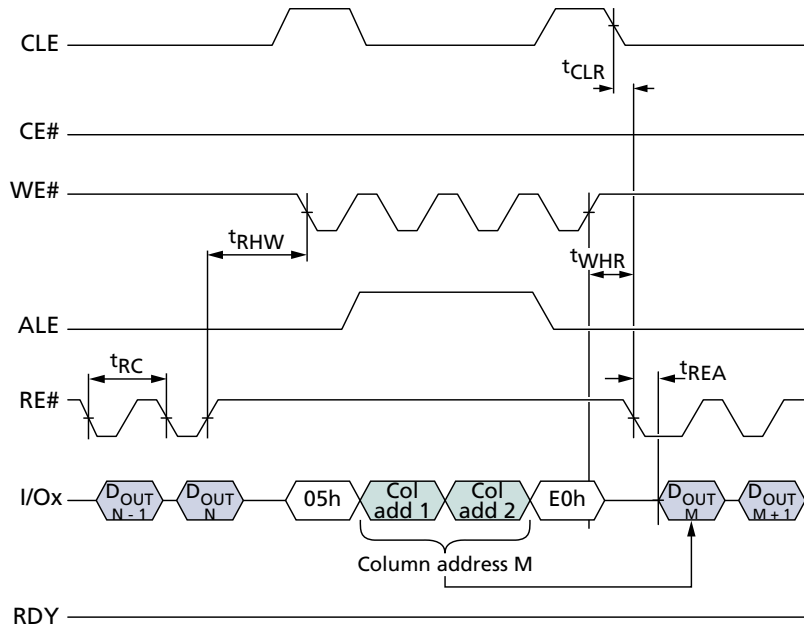 CLE
tCLR
CE#
WE#
tRHW
tWHR
ALE
tRC
tREA
RE#
I/Ox
DOUT
N - 1
DOUT
N
05h
Col
add 1
Col
add 2
E0h
DOUT
M
DOUT
M + 1
Column address M
RDY